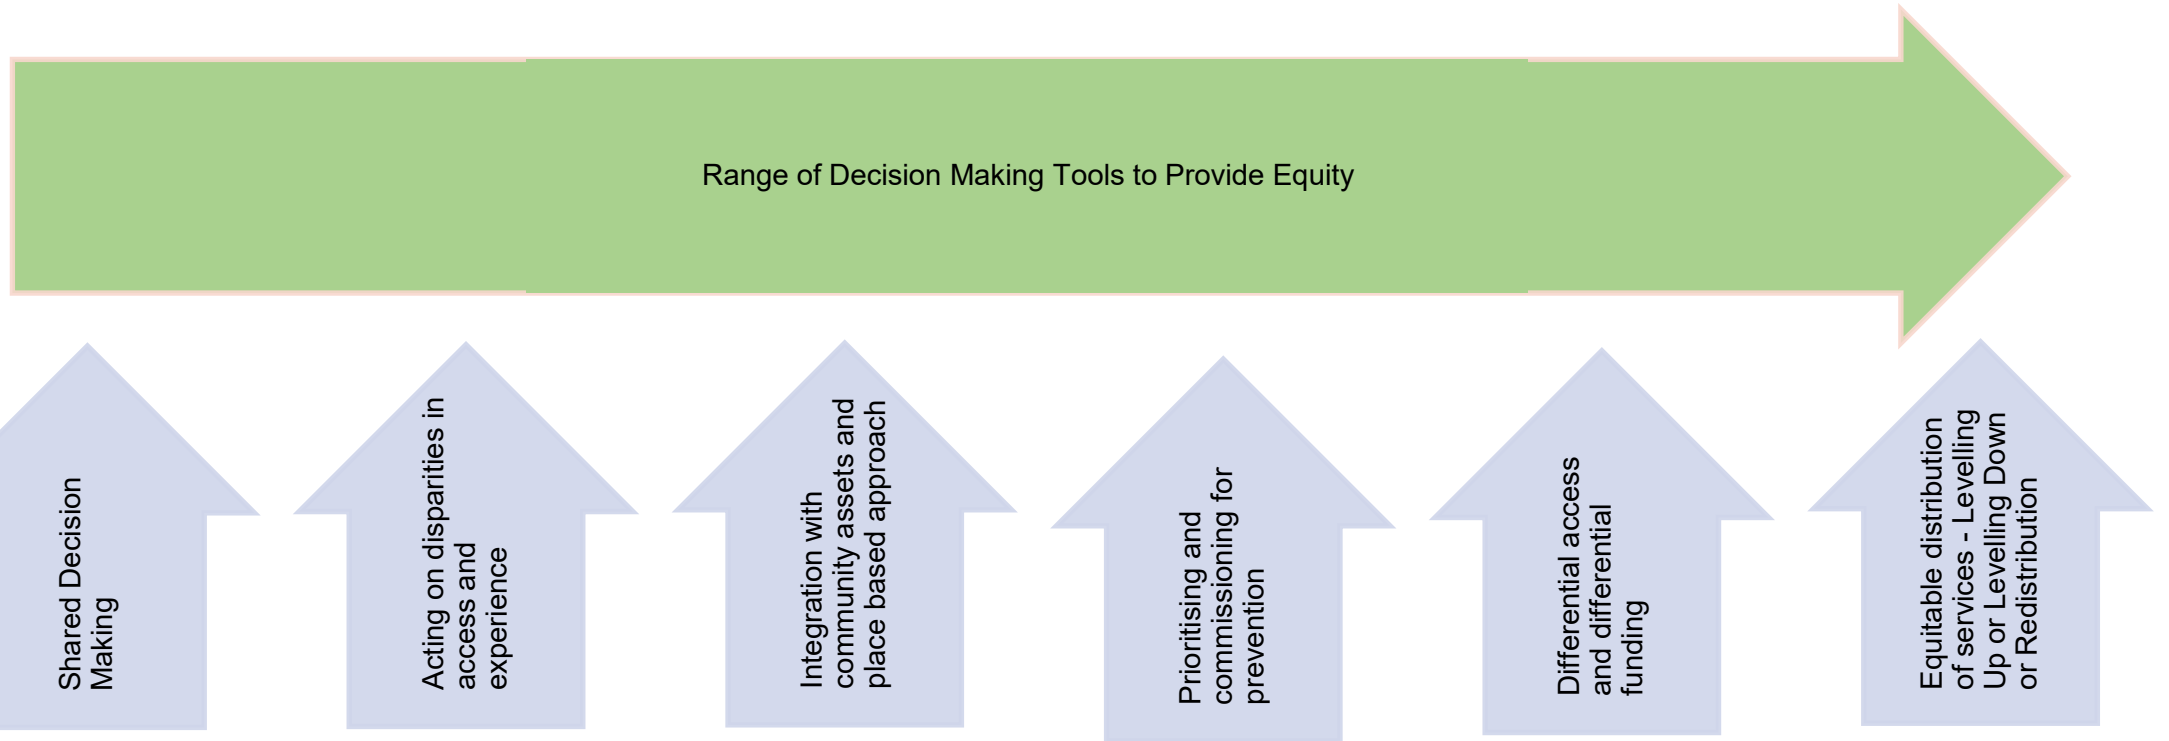 Range of Decision Making Tools to Provide Equity
Shared Decision
Making
Acting on disparities in
access and
experience
Integration with
community assets and
place based approach
Prioritising and
commissioning for
prevention
Differential access
and differential
funding
Equitable distribution
of services - Levelling
Up or Levelling Down
or Redistribution